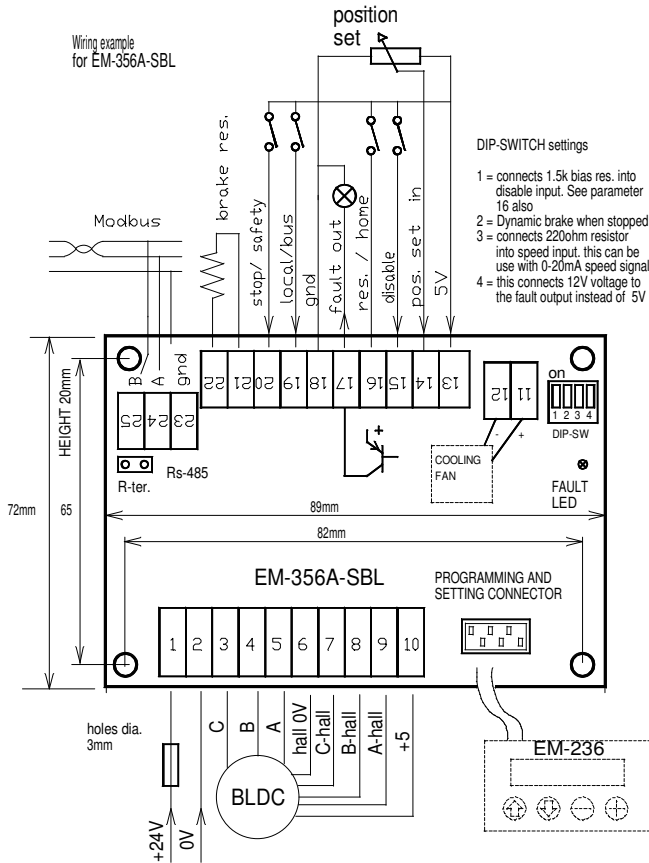 Wiring example
for EM-356A-SBL
position
set
DIP-SWITCH settings
1 = connects 1.5k bias res. into
disable input. See parameter
16 also
2 = Dynamic brake when stopped
3 = connects 220ohm resistor
into speed input. this can be
use with 0-20mA speed signal
4 = this connects 12V voltage to
the fault output instead of 5V
Modbus
brake res.
stop/ safety
local/bus
gnd
fault out
res. / home
disable
pos. set in
5V
B
A
gnd
25
24
23
22
21
20
19
18
17
16
15
14
13
12
11
on
1 2 3 4
DIP-SW
- +
COOLING
FAN
FAULT
LED
R-ter.
Rs-485
HEIGHT 20mm
72mm
65
89mm
82mm
EM-356A-SBL
PROGRAMMING AND
SETTING CONNECTOR
1 2 3 4 5 6 7 8 9 10
holes dia.
3mm
+24V
0V
C
B
A
hall 0V
C-hall
B-hall
A-hall
+5
BLDC
EM-236